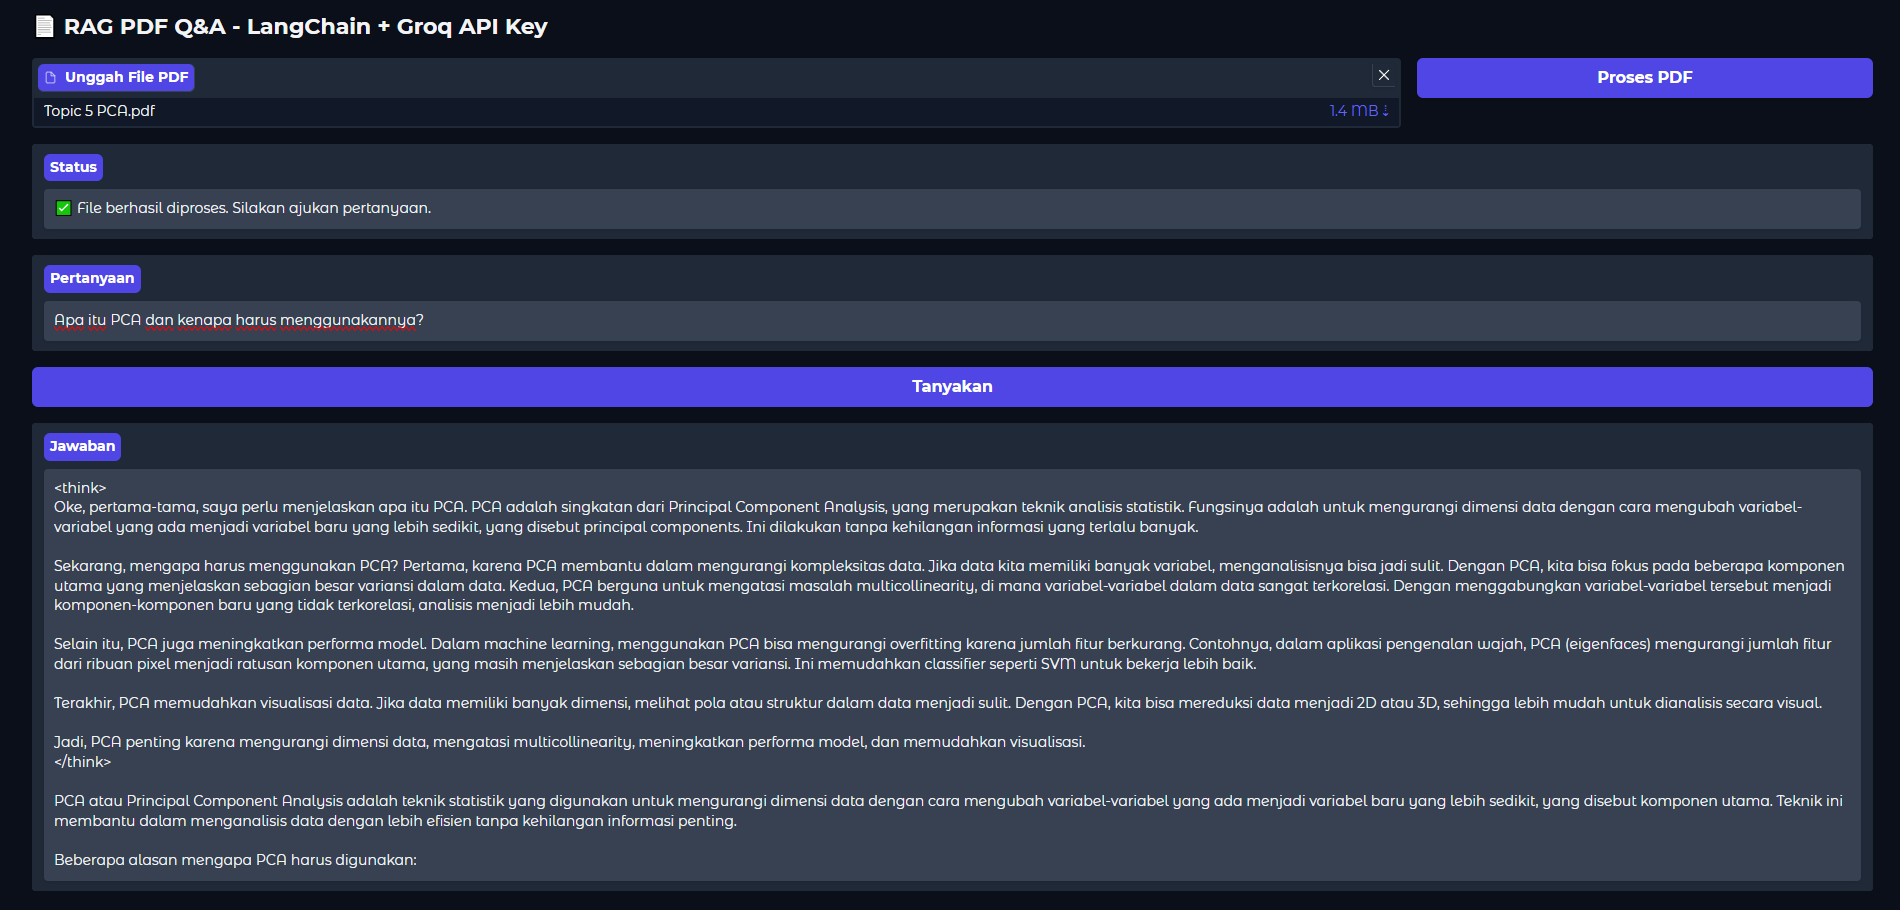 RAG PDF Q&A - LangChain + Groq API Key
Unggah File PDF
Proses PDF
Topic 5 PCA.pdf
1.4 MB ↓
Status
File berhasil diproses. Silakan ajukan pertanyaan.
Pertanyaan
Apa itu PCA dan kenapa harus menggunakannya?
Tanyakan
Jawaban
<think>
Oke, pertama-tama, saya perlu menjelaskan apa itu PCA. PCA adalah singkatan dari Principal Component Analysis, yang merupakan teknik analisis statistik. Fungsinya adalah untuk mengurangi dimensi data dengan cara mengubah variabel-
variabel yang ada menjadi variabel baru yang lebih sedikit, yang disebut principal components. Ini dilakukan tanpa kehilangan informasi yang terlalu banyak.
Sekarang, mengapa harus menggunakan PCA? Pertama, karena PCA membantu dalam mengurangi kompleksitas data. Jika data kita memiliki banyak variabel, menganalisisnya bisa jadi sulit. Dengan PCA, kita bisa fokus pada beberapa komponen
utama yang menjelaskan sebagian besar variansi dalam data. Kedua, PCA berguna untuk mengatasi masalah multicollinearity, di mana variabel-variabel dalam data sangat terkorelasi. Dengan menggabungkan variabel-variabel tersebut menjadi
komponen-komponen baru yang tidak terkorelasi, analisis menjadi lebih mudah.
Selain itu, PCA juga meningkatkan performa model. Dalam machine learning, menggunakan PCA bisa mengurangi overfitting karena jumlah fitur berkurang. Contohnya, dalam aplikasi pengenalan wajah, PCA (eigenfaces) mengurangi jumlah fitur
dari ribuan pixel menjadi ratusan komponen utama, yang masih menjelaskan sebagian besar variansi. Ini memudahkan classifier seperti SVM untuk bekerja lebih baik.
Terakhir, PCA memudahkan visualisasi data. Jika data memiliki banyak dimensi, melihat pola atau struktur dalam data menjadi sulit. Dengan PCA, kita bisa mereduksi data menjadi 2D atau 3D, sehingga lebih mudah untuk dianalisis secara visual.
Jadi, PCA penting karena mengurangi dimensi data, mengatasi multicollinearity, meningkatkan performa model, dan memudahkan visualisasi.
</think>
PCA atau Principal Component Analysis adalah teknik statistik yang digunakan untuk mengurangi dimensi data dengan cara mengubah variabel-variabel yang ada menjadi variabel baru yang lebih sedikit, yang disebut komponen utama. Teknik ini
membantu dalam menganalisis data dengan lebih efisien tanpa kehilangan informasi penting.
Beberapa alasan mengapa PCA harus digunakan: